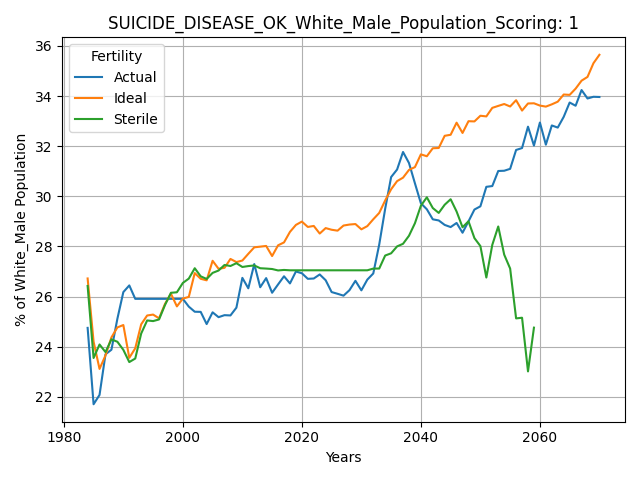 SUICIDE_DISEASE_OK_White_Male_Population_Scoring: 1
Fertility
Actual
Ideal
Sterile
% of White_Male Population
36
34
32
30
28
26
24
22
1980
2000
2020
2040
2060
Years